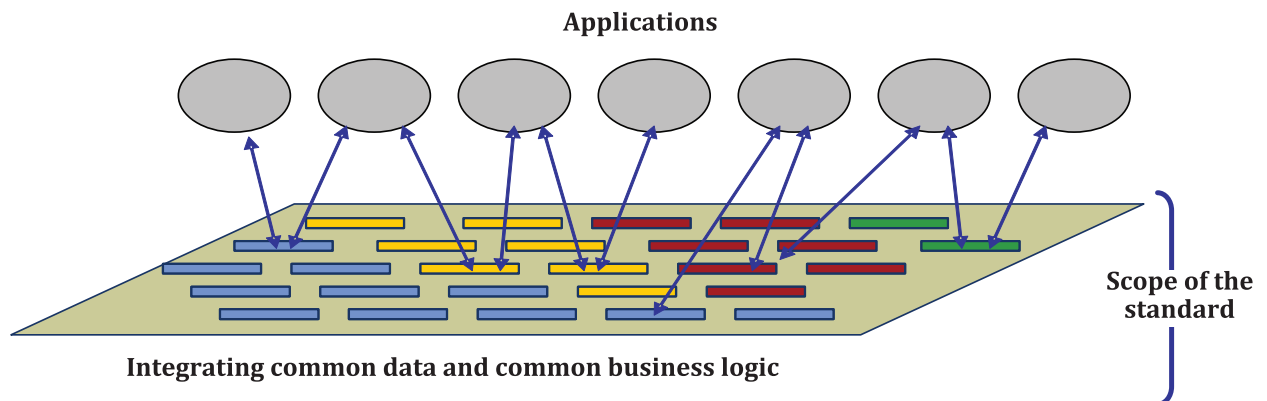 Applications
Scope of the
standard
Integrating common data and common business logic